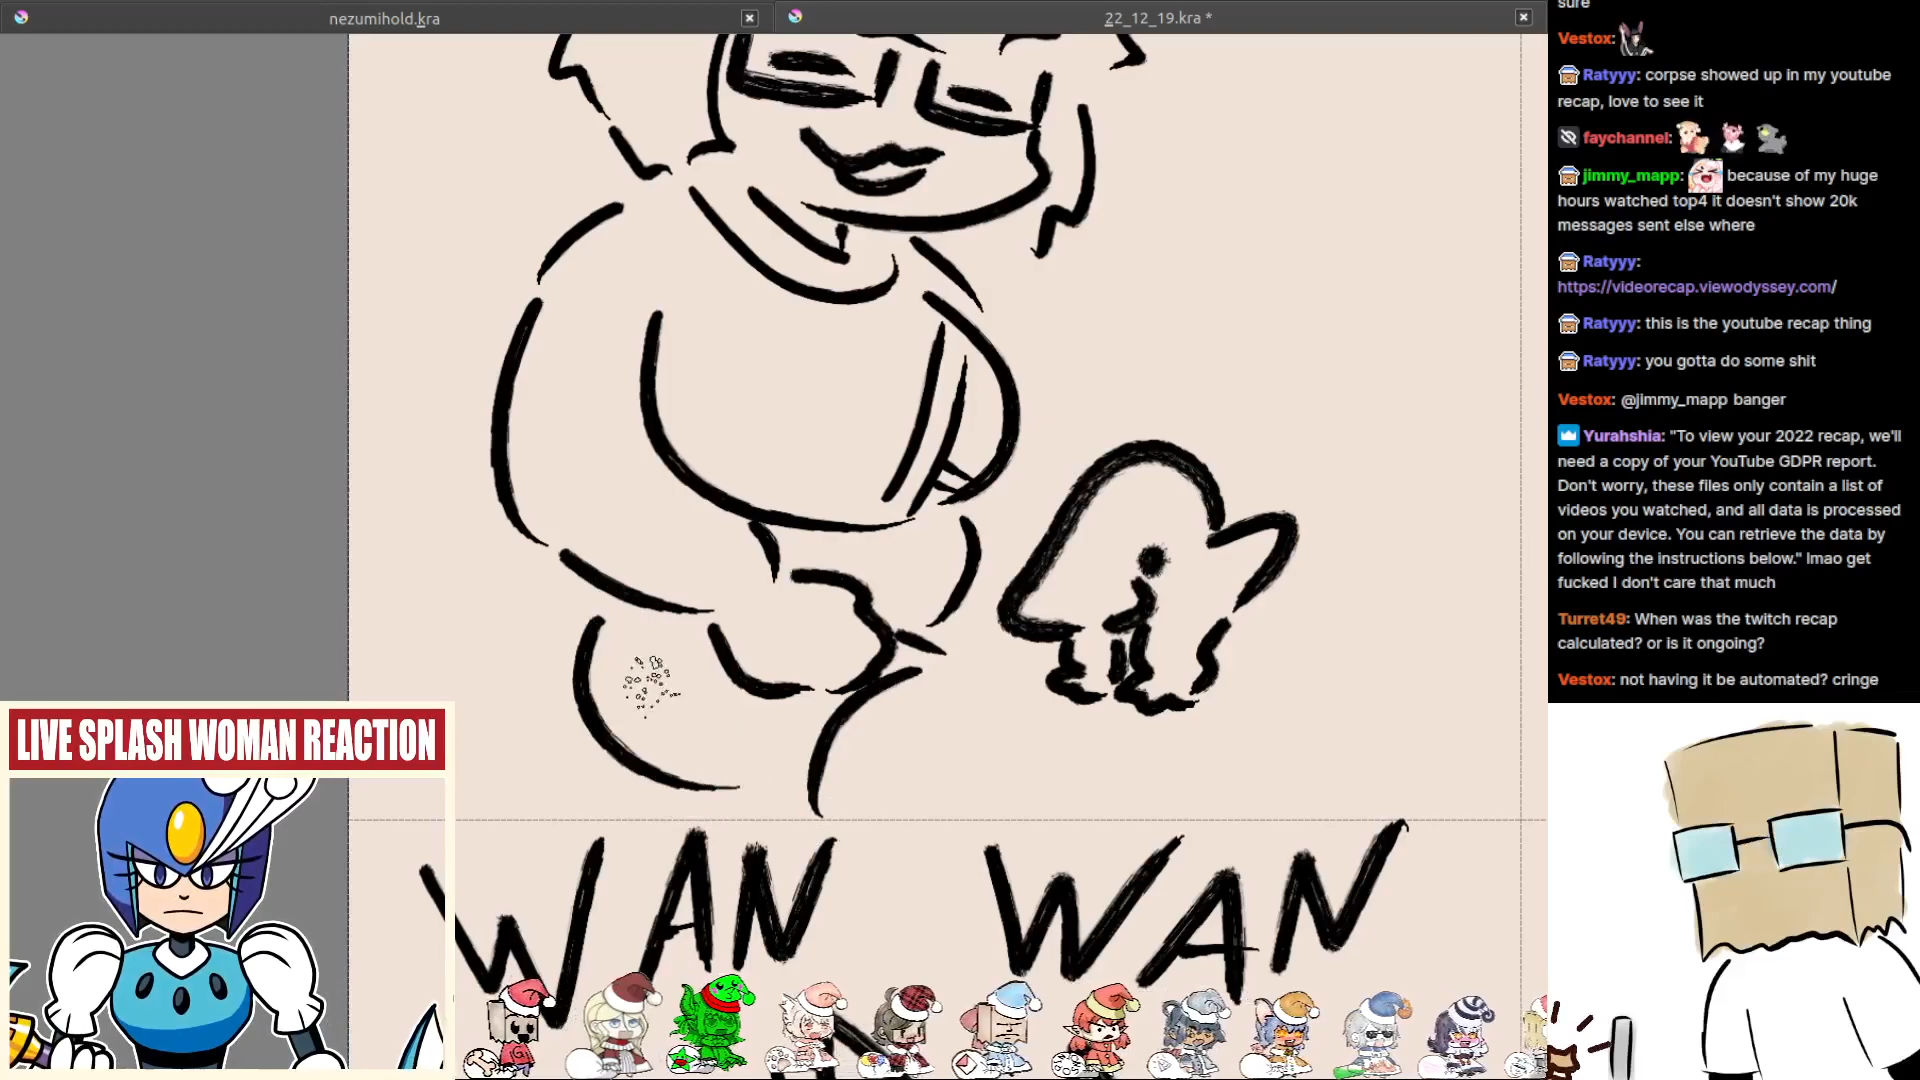 nezumihold.kra
22_12_19.kra *
sure
Vestox:
Ratyyy: corpse showed up in my youtube
recap, love to see it
faychannel:
jimmy_mapp: because of my huge
hours watched top4 it doesn't show 20k
messages sent else where
Ratyyy:
https://videorecap.viewodyssey.com/
Ratyyy: this is the youtube recap thing
Ratyyy: you gotta do some shit
Vestox: @jimmy_mapp banger
Yurahshia: "To view your 2022 recap, we'll
need a copy of your YouTube GDPR report.
Don't worry, these files only contain a list of
videos you watched, and all data is processed
on your device. You can retrieve the data by
following the instructions below." lmao get
fucked I don't care that much
Turret49: When was the twitch recap
calculated? or is it ongoing?
Vestox: not having it be automated? cringe
LIVE SPLASH WOMAN REACTION
WAN WAN